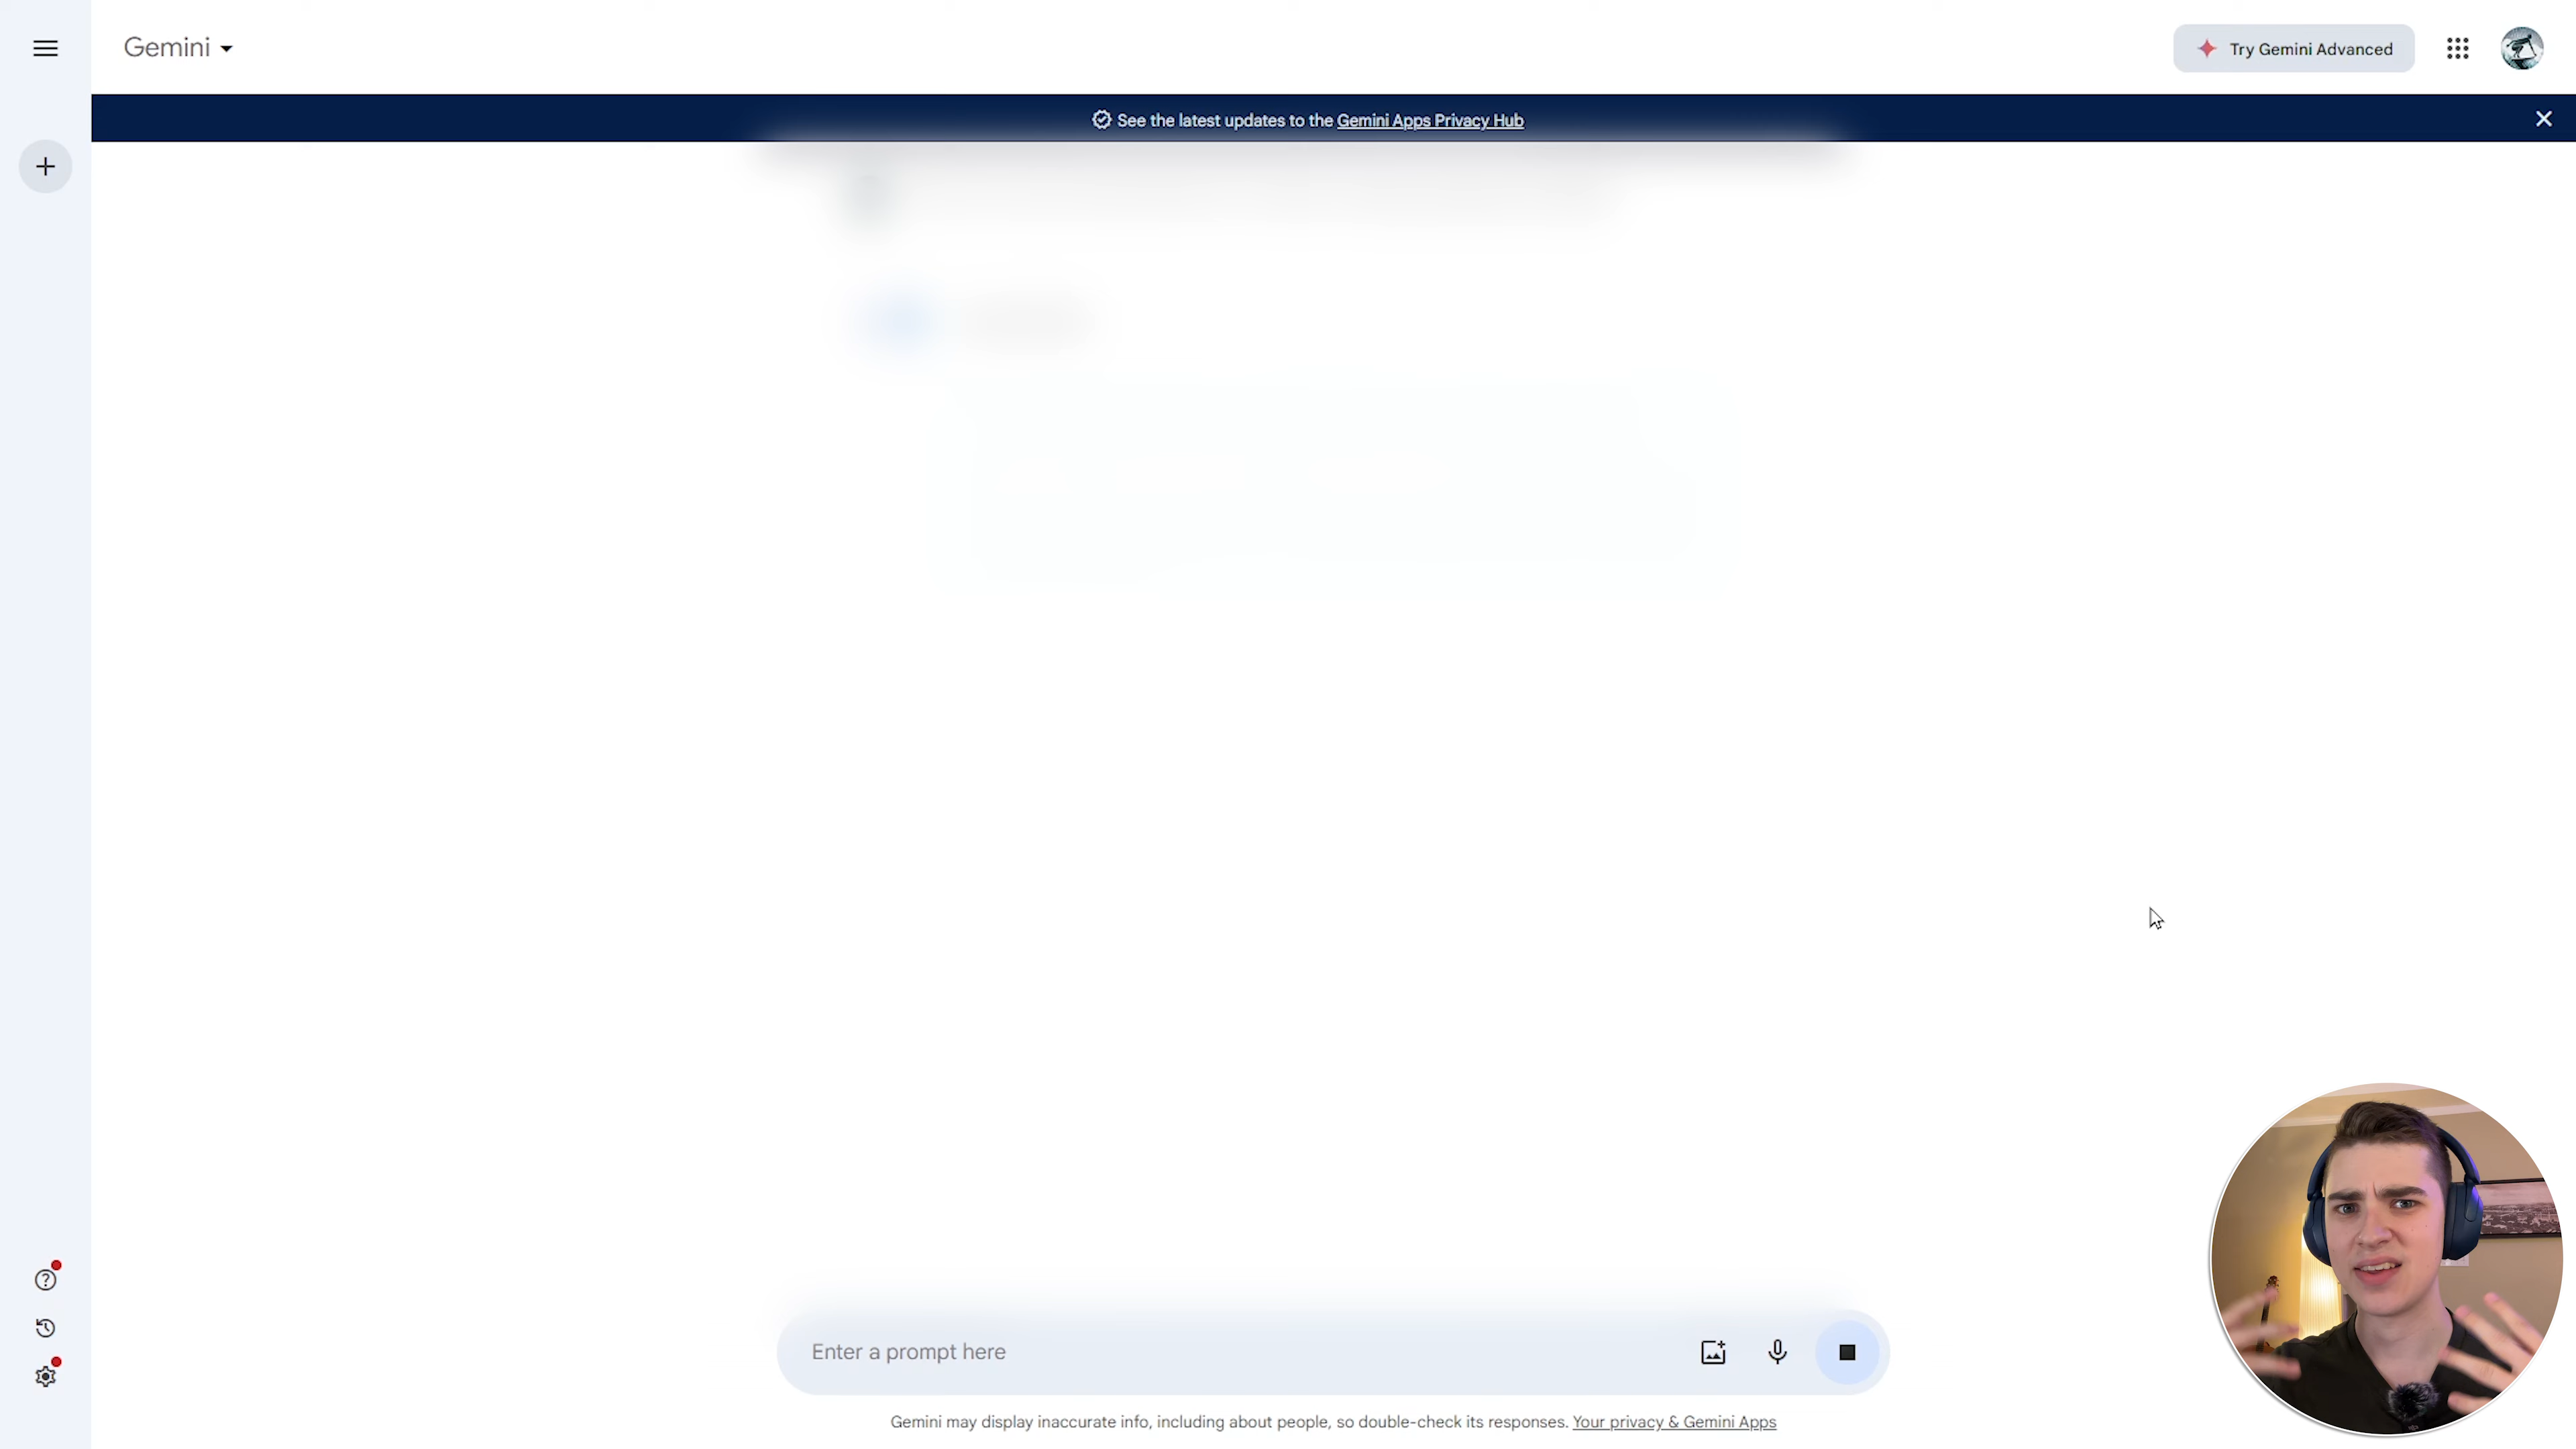 Gemini
Try Gemini Advanced
See the latest updates to the Gemini Apps Privacy Hub
Enter a prompt here
Gemini may display inaccurate info, including about people, so double-check its responses. Your privacy & Gemini Apps